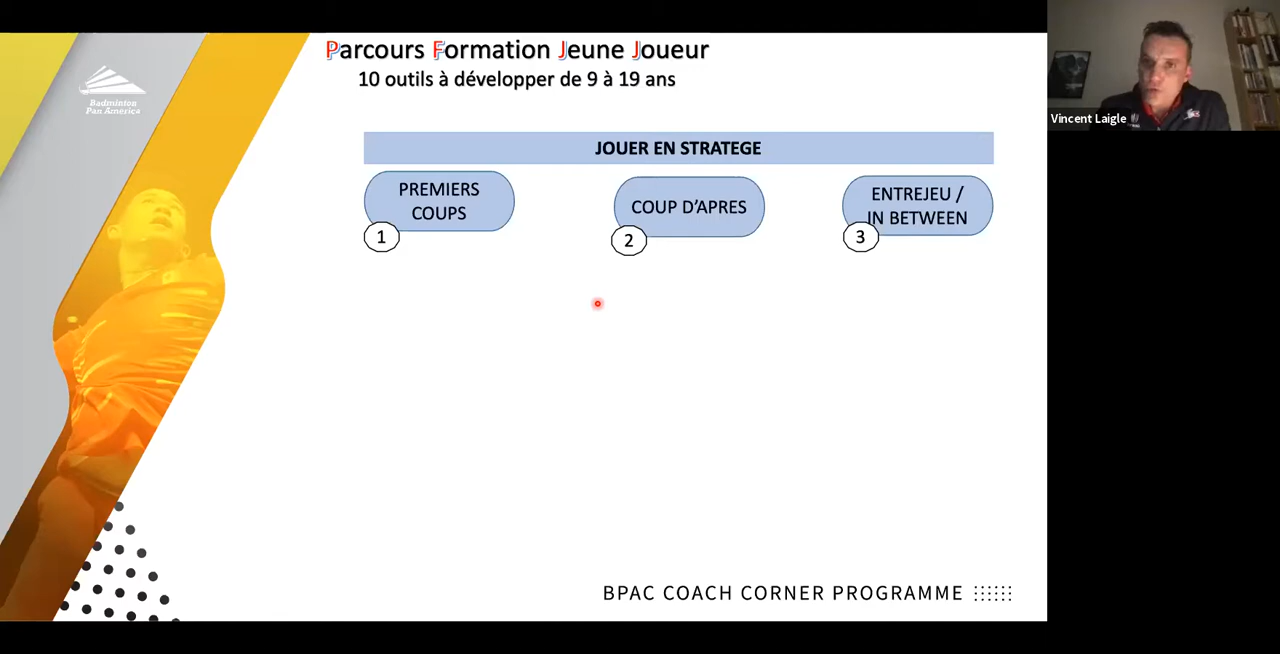 Parcours Formation Jeune Joueur
10 outils à développer de 9 à 19 ans
Badminton
Pan America
Vincent Laigle
JOUER EN STRATEGE
PREMIERS
COUPS
1
COUP D'APRES
2
ENTREJEU /
IN BETWEEN
3
BPAC COACH CORNER PROGRAMME